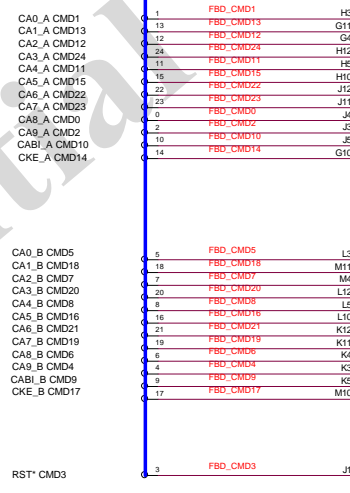 CA0_A CMD1 1 FBD_CMD1 H3
CA1_A CMD13 13 FBD_CMD13 G11
CA2_A CMD12 12 FBD_CMD12 G4
CA3_A CMD24 24 FBD_CMD24 H12
CA4_A CMD11 11 FBD_CMD11 H5
CA5_A CMD15 15 FBD_CMD15 H10
CA6_A CMD22 22 FBD_CMD22 J12
CA7_A CMD23 23 FBD_CMD23 J11
CA8_A CMD0 0 FBD_CMD0 J4
CA9_A CMD2 2 FBD_CMD2 J3
CABI_A CMD10 10 FBD_CMD10 J5
CKE_A CMD14 14 FBD_CMD14 G10
CA0_B CMD5 5 FBD_CMD5 L3
CA1_B CMD18 18 FBD_CMD18 M11
CA2_B CMD7 7 FBD_CMD7 M4
CA3_B CMD20 20 FBD_CMD20 L12
CA4_B CMD8 8 FBD_CMD8 L5
CA5_B CMD16 16 FBD_CMD16 L10
CA6_B CMD21 21 FBD_CMD21 K12
CA7_B CMD19 19 FBD_CMD19 K11
CA8_B CMD6 6 FBD_CMD6 K4
CA9_B CMD4 4 FBD_CMD4 K3
CABI_B CMD9 9 FBD_CMD9 K5
CKE_B CMD17 17 FBD_CMD17 M10
RST* CMD3 3 FBD_CMD3 J1